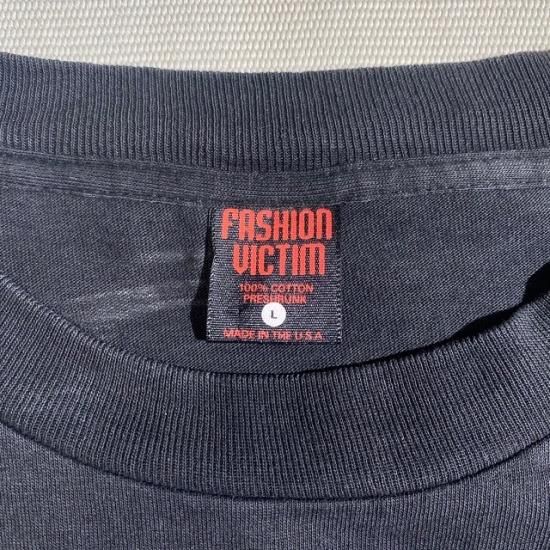 FASHION
VICTIM
100% COTTON
PRESHRUNK
L
MADE IN THE U.S.A.